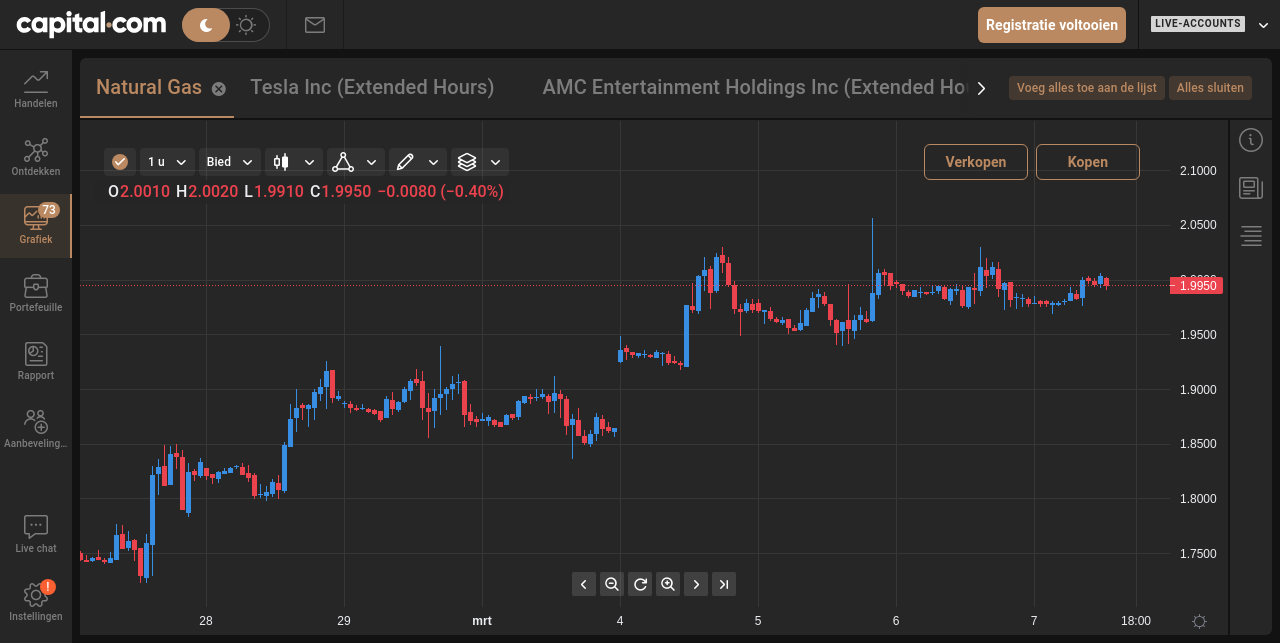 capital.com
Registratie voltooien
LIVE-ACCOUNTS
Natural Gas
Tesla Inc (Extended Hours)
AMC Entertainment Holdings Inc (Extended Ho
Voeg alles toe aan de lijst
Alles sluiten
Handelen
Ontdekken
73
Grafiek
Portefeuille
Rapport
Aanbeveling...
Live chat
!
Instellingen
1 u
Bied
Verkopen
Kopen
O2.0010 H2.0020 L1.9910 C1.9950 −0.0080 (−0.40%)
2.1000
2.0500
1.9950
1.9500
1.9000
1.8500
1.8000
1.7500
28 29 mrt 4 5 6 7 18:00